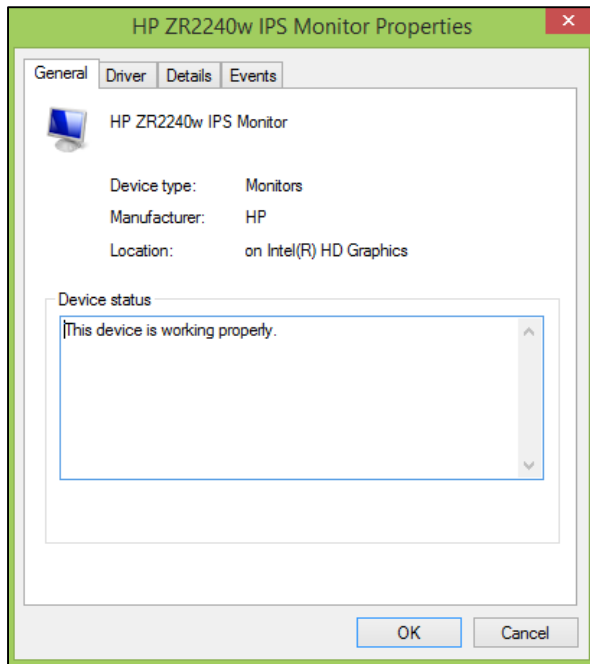 HP ZR2240w IPS Monitor Properties
General Driver Details Events
HP ZR2240w IPS Monitor
Device type: Monitors
Manufacturer: HP
Location: on Intel(R) HD Graphics
Device status
This device is working properly.
OK Cancel